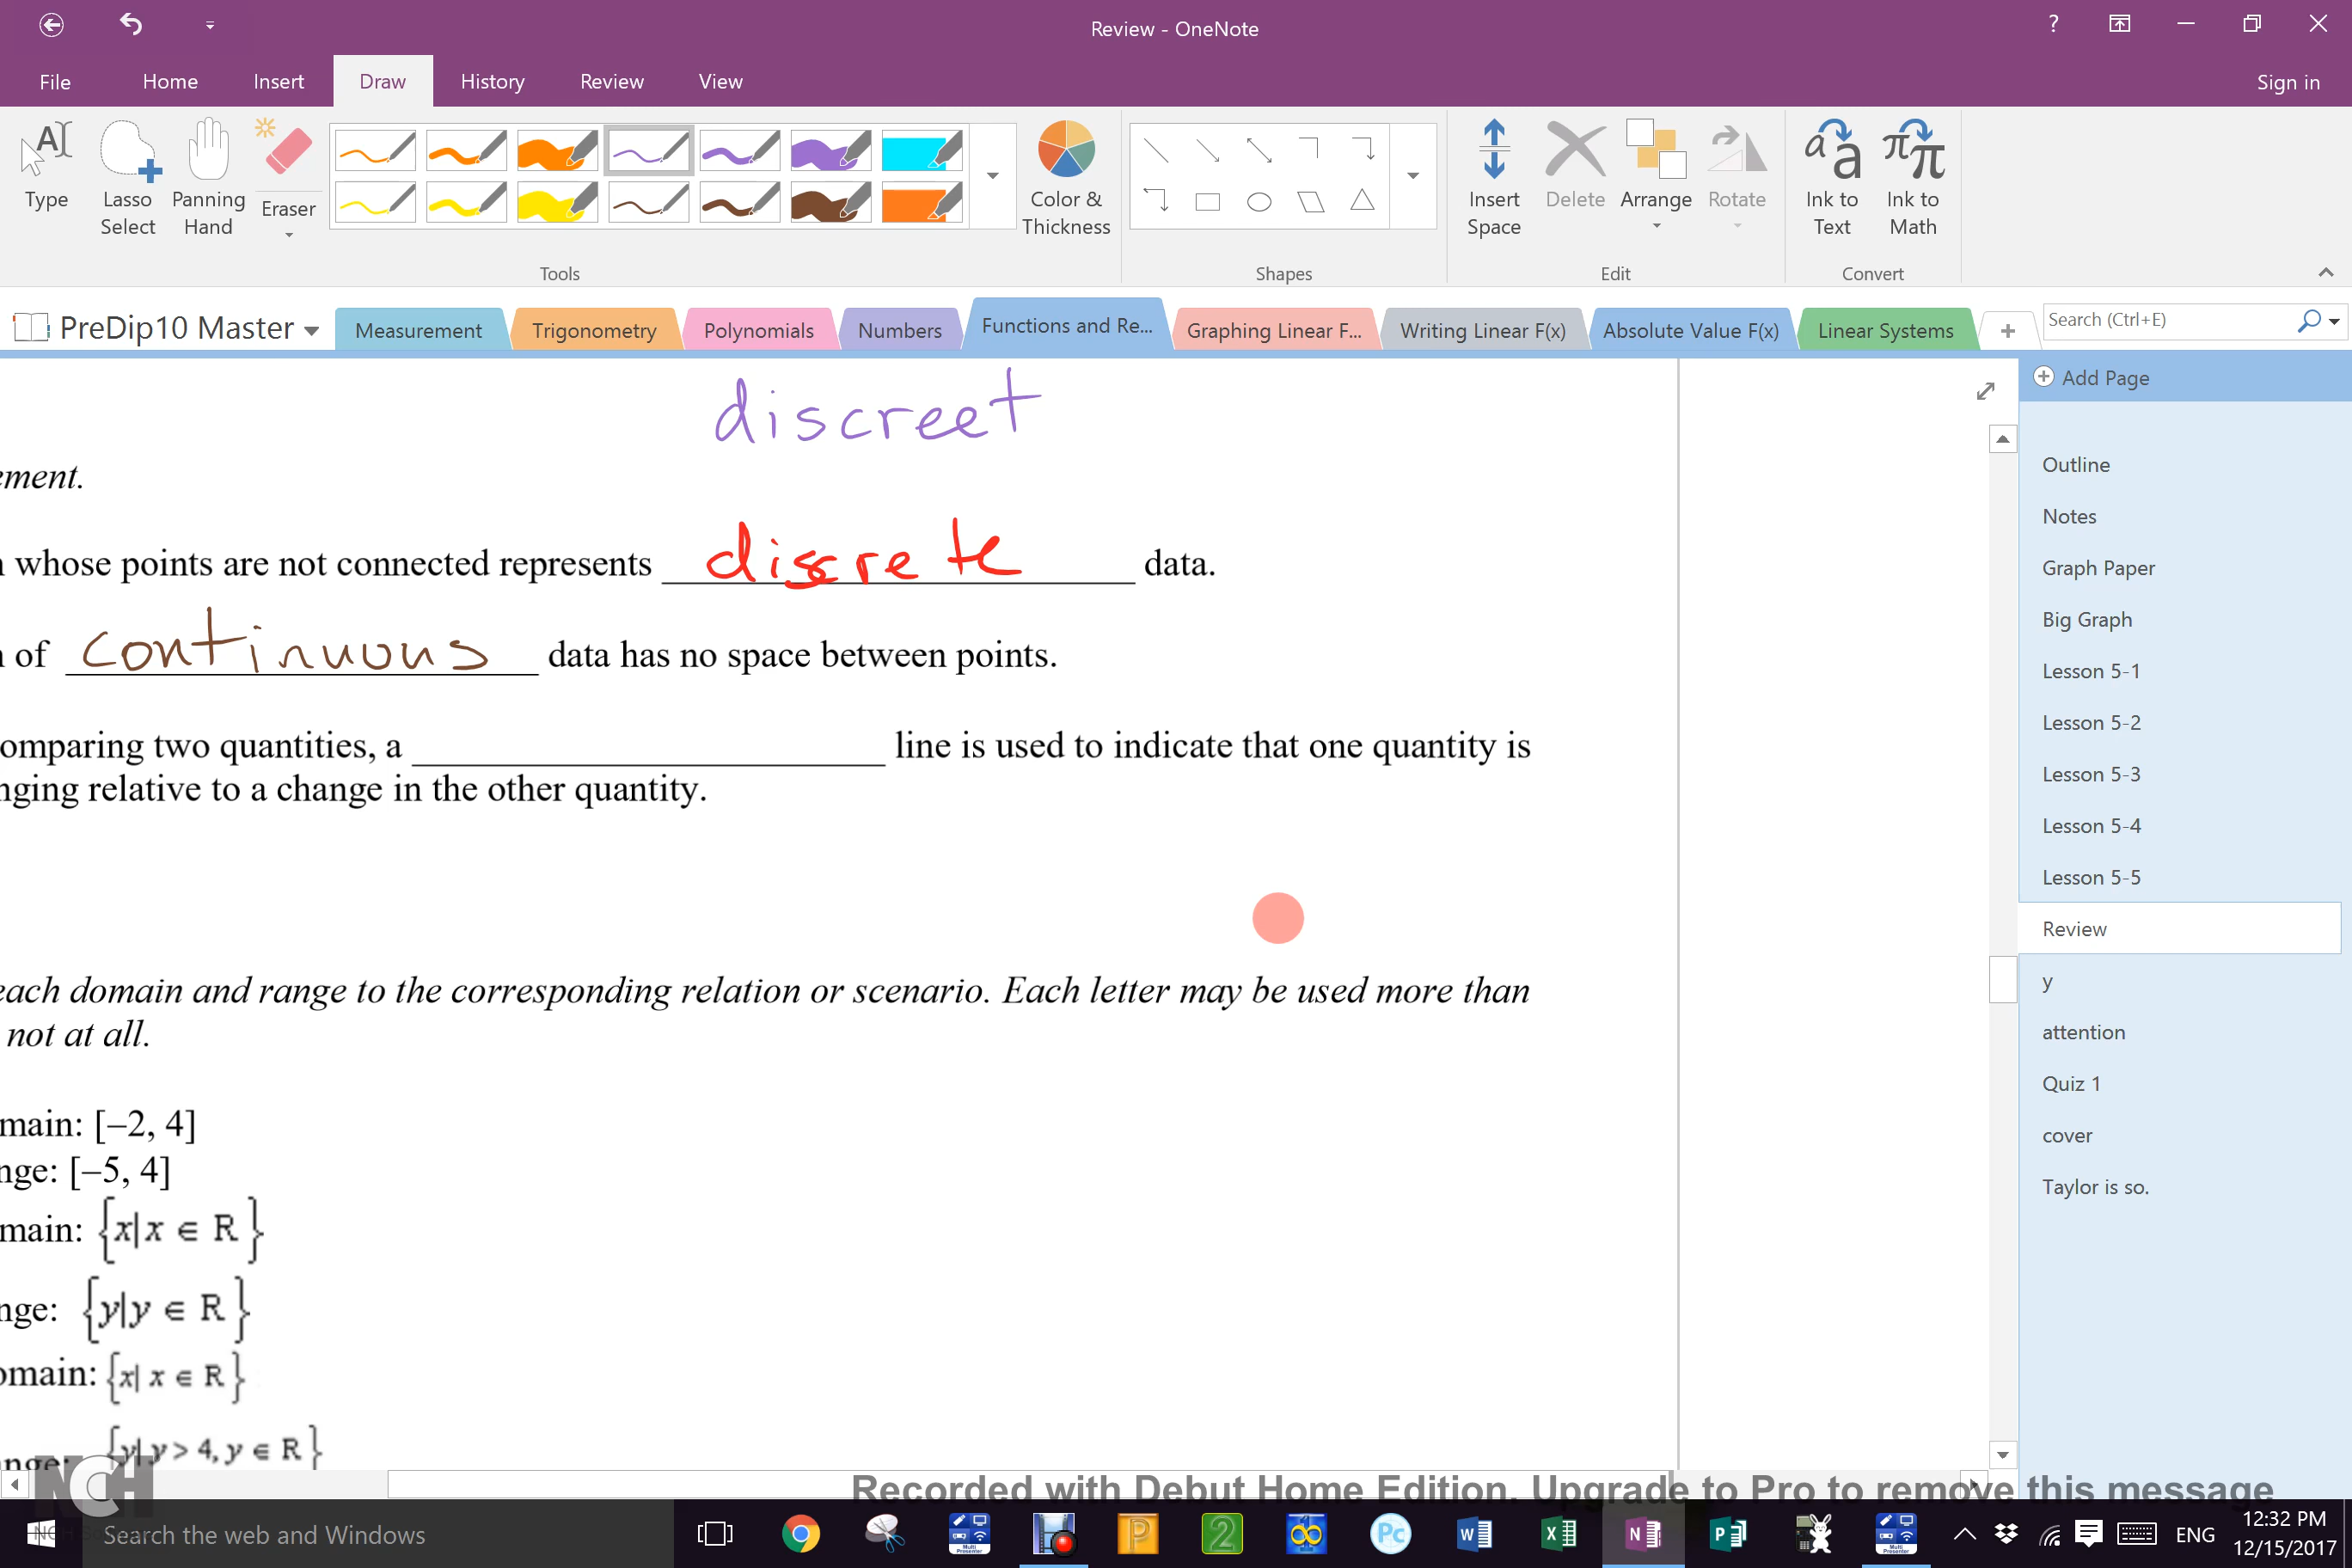 Review - OneNote
?
File Home Insert Draw History Review View Sign in
Type
Lasso Select
Panning Hand
Eraser
Color & Thickness
Insert Space
Delete
Arrange
Rotate
Ink to Text
Ink to Math
Tools Shapes Edit Convert
PreDip10 Master Measurement Trigonometry Polynomials Numbers Functions and Re... Graphing Linear F... Writing Linear F(x) Absolute Value F(x) Linear Systems + Search (Ctrl+E)
Add Page
Outline
Notes
Graph Paper
Big Graph
Lesson 5-1
Lesson 5-2
Lesson 5-3
Lesson 5-4
Lesson 5-5
Review
y
attention
Quiz 1
cover
Taylor is so.
discreet
ement.
n whose points are not connected represents discrete data.
n of continuous data has no space between points.
omparing two quantities, a ____ line is used to indicate that one quantity is
nging relative to a change in the other quantity.
each domain and range to the corresponding relation or scenario. Each letter may be used more than
not at all.
main: [–2, 4]
nge: [–5, 4]
main: {x|x ∈ R}
nge: {y|y ∈ R}
omain: {x| x ∈ R}
ange: {y| y > 4, y ∈ R}
NCH
Recorded with Debut Home Edition. Upgrade to Pro to remove this message
Search the web and Windows
ENG
12:32 PM
12/15/2017